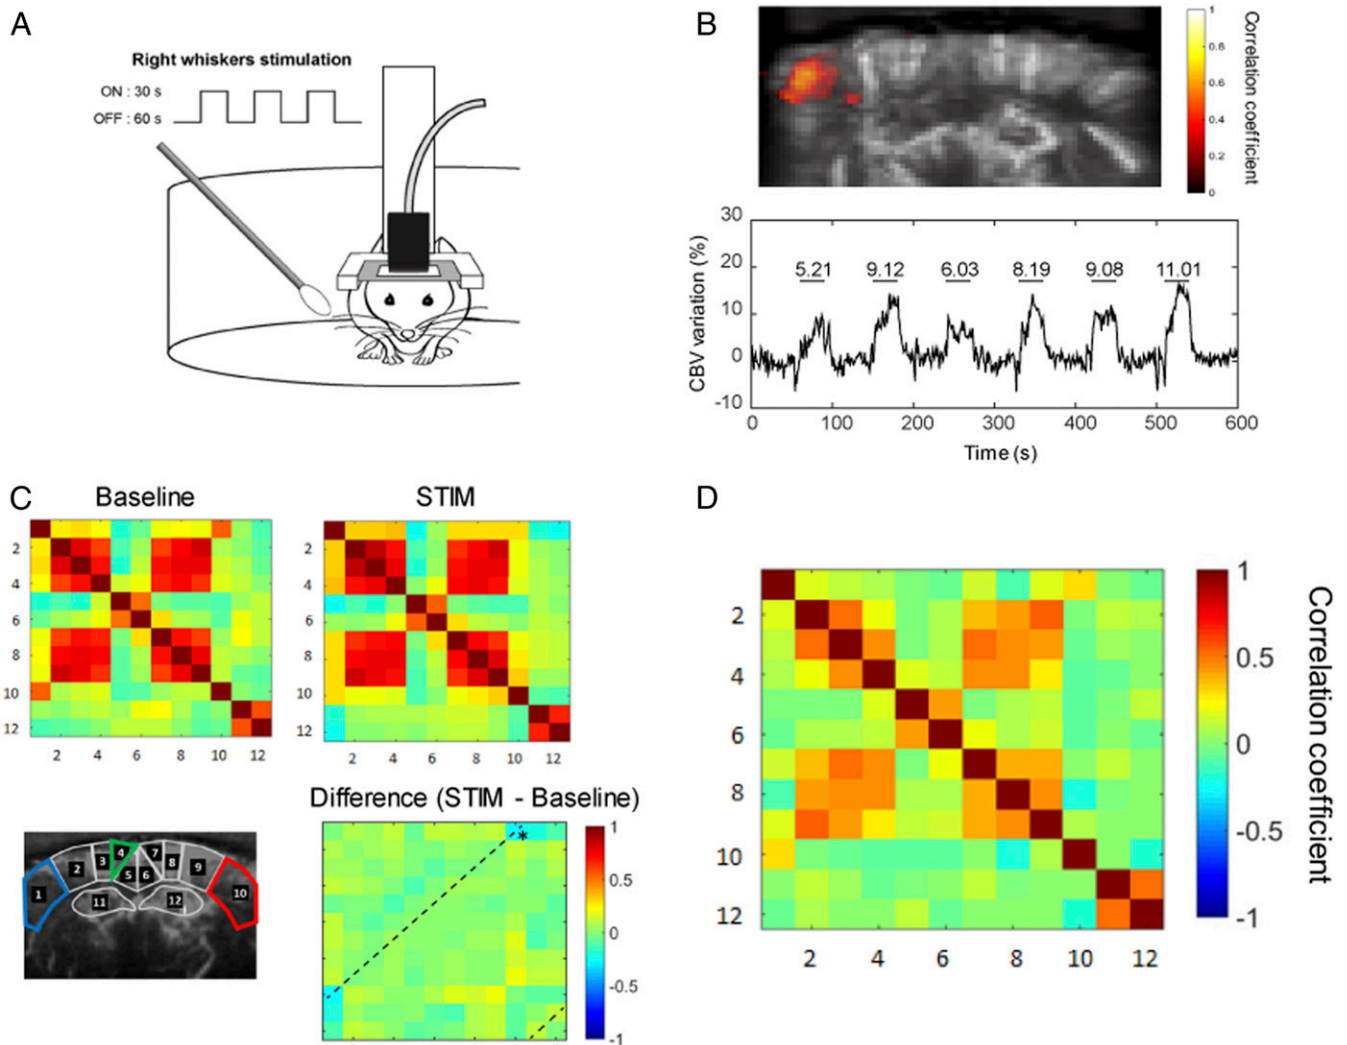 A
Right whiskers stimulation
ON : 30 s
OFF : 60 s
B
1
0.8
0.6
0.4
0.2
0
Correlation coefficient
30
20
10
0
-10
CBV variation (%)
5.21 9.12 6.03 8.19 9.08 11.01
0 100 200 300 400 500 600
Time (s)
C
Baseline
2
4
6
8
10
12
2 4 6 8 10 12
STIM
2
4
6
8
10
12
2 4 6 8 10 12
1 2 3 4 5 6 7 8 9 10
11 12
Difference (STIM - Baseline)
*
1
0.5
0
-0.5
-1
D
2
4
6
8
10
12
2 4 6 8 10 12
1
0.5
0
-0.5
-1
Correlation coefficient